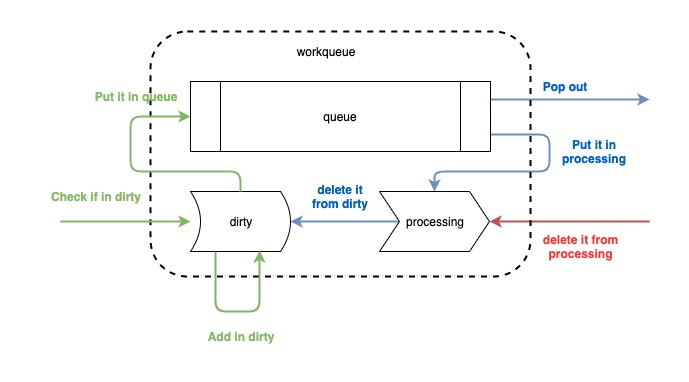 workqueue
Put it in queue
Pop out
queue
Put it in
processing
Check if in dirty
delete it
from dirty
dirty
processing
delete it from
processing
Add in dirty